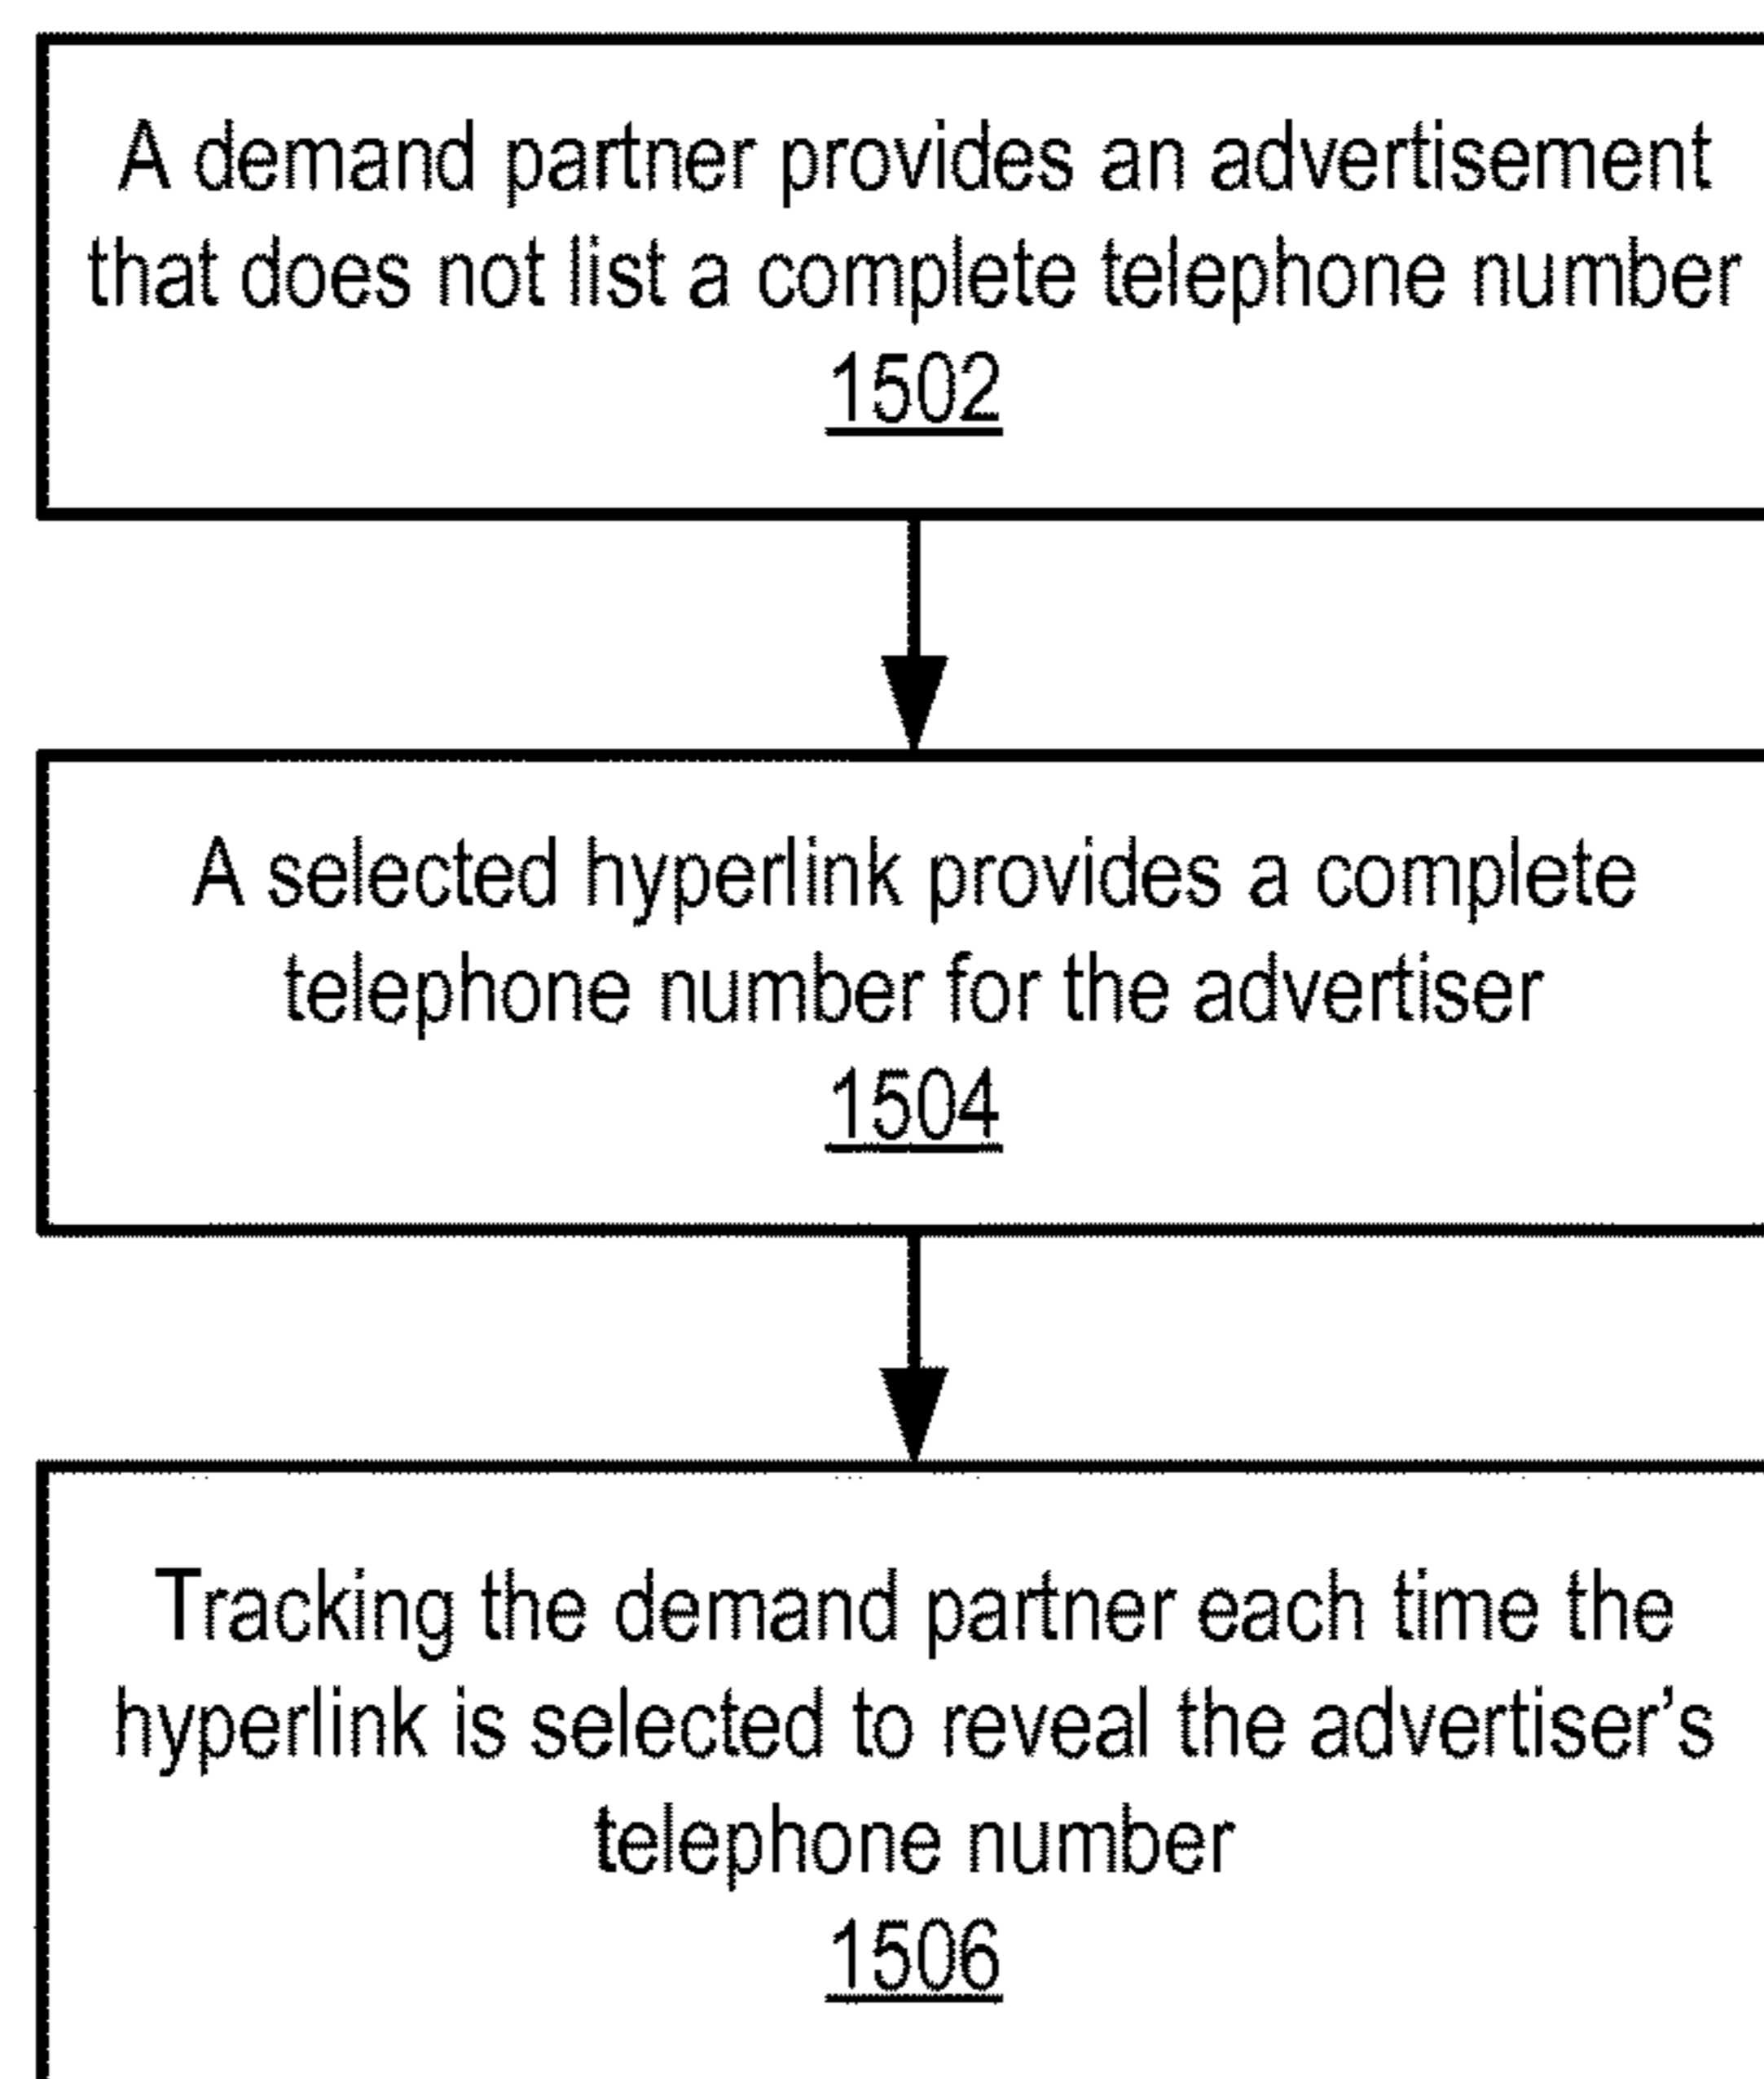 A demand partner provides an advertisement
that does not list a complete telephone number
1502
A selected hyperlink provides a complete
telephone number for the advertiser
1504
Tracking the demand partner each time the
hyperlink is selected to reveal the advertiser's
telephone number
1506